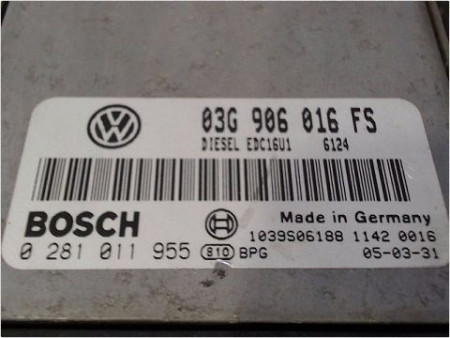 03G 906 016 FS
DIESEL EDC16U1 6124
BOSCH
Made in Germany
1039S06188 1142 0016
0 281 011 955 S10 BPG 05-03-31